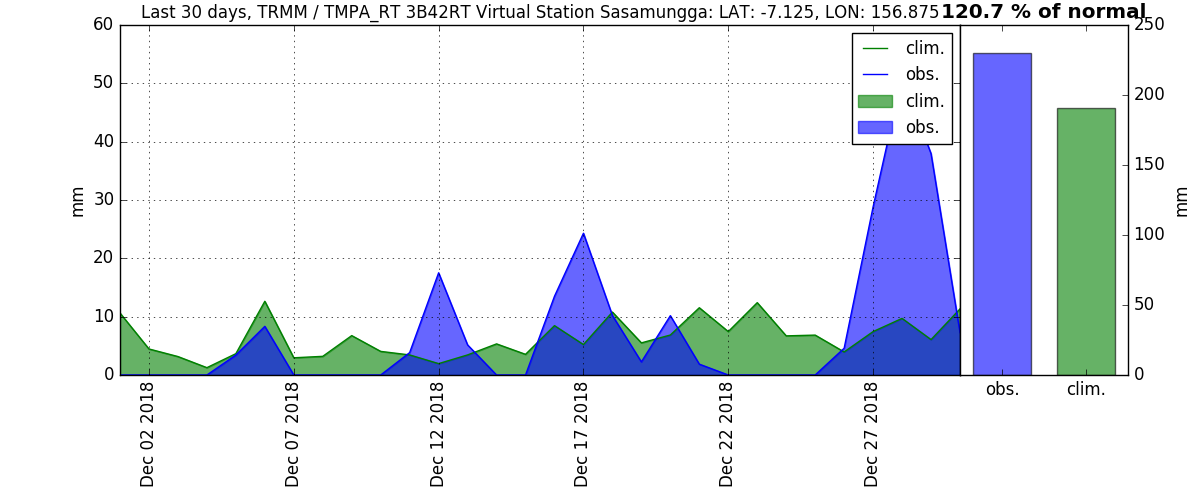 Last 30 days, TRMM / TMPA_RT 3B42RT Virtual Station Sasamungga: LAT: -7.125, LON: 156.875
120.7 % of normal
60
50
40
30
20
10
0
mm
clim.
obs.
clim.
obs.
Dec 02 2018
Dec 07 2018
Dec 12 2018
Dec 17 2018
Dec 22 2018
Dec 27 2018
250
200
150
100
50
0
mm
obs.
clim.